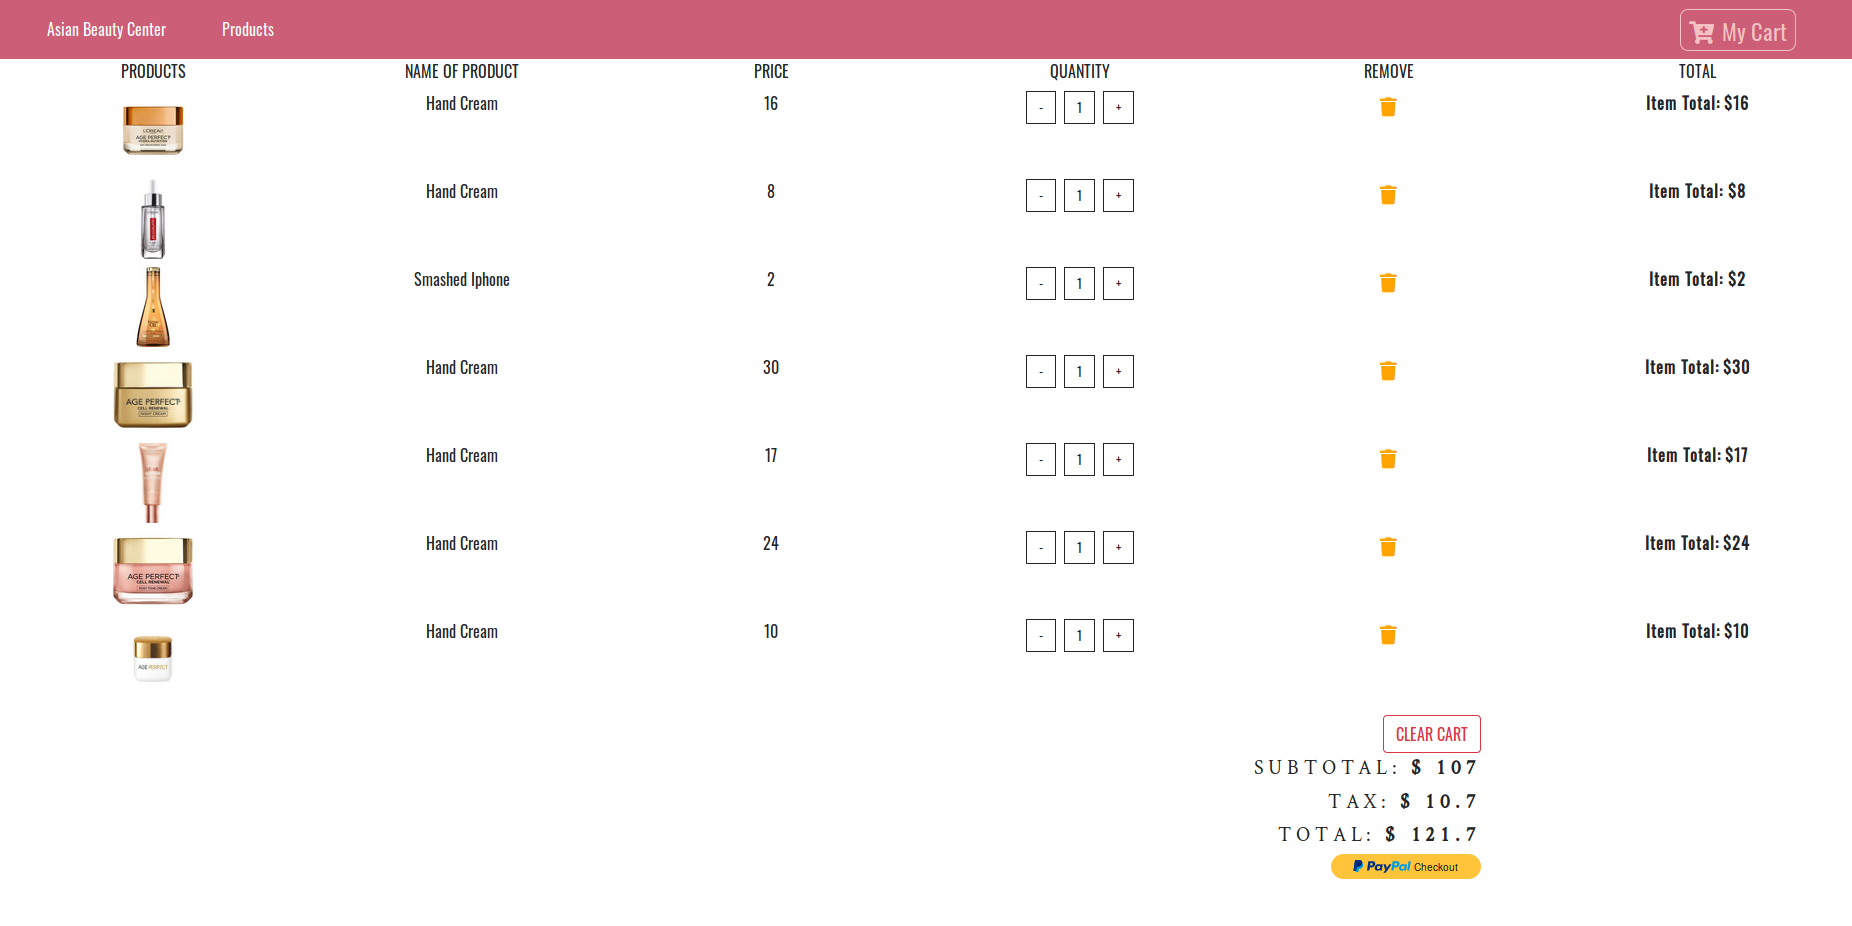 Asian Beauty Center Products My Cart
PRODUCTS NAME OF PRODUCT PRICE QUANTITY REMOVE TOTAL
Hand Cream 16 - 1 + Item Total: $16
L'OREAL
AGE PERFECT
Hand Cream 8 - 1 + Item Total: $8
Smashed Iphone 2 - 1 + Item Total: $2
Hand Cream 30 - 1 + Item Total: $30
AGE PERFECT
CELL RENEWAL
Hand Cream 17 - 1 + Item Total: $17
Hand Cream 24 - 1 + Item Total: $24
AGE PERFECT
CELL RENEWAL
Hand Cream 10 - 1 + Item Total: $10
AGE PERFECT
CLEAR CART
SUBTOTAL: $ 107
TAX: $ 10.7
TOTAL: $ 121.7
PayPal Checkout